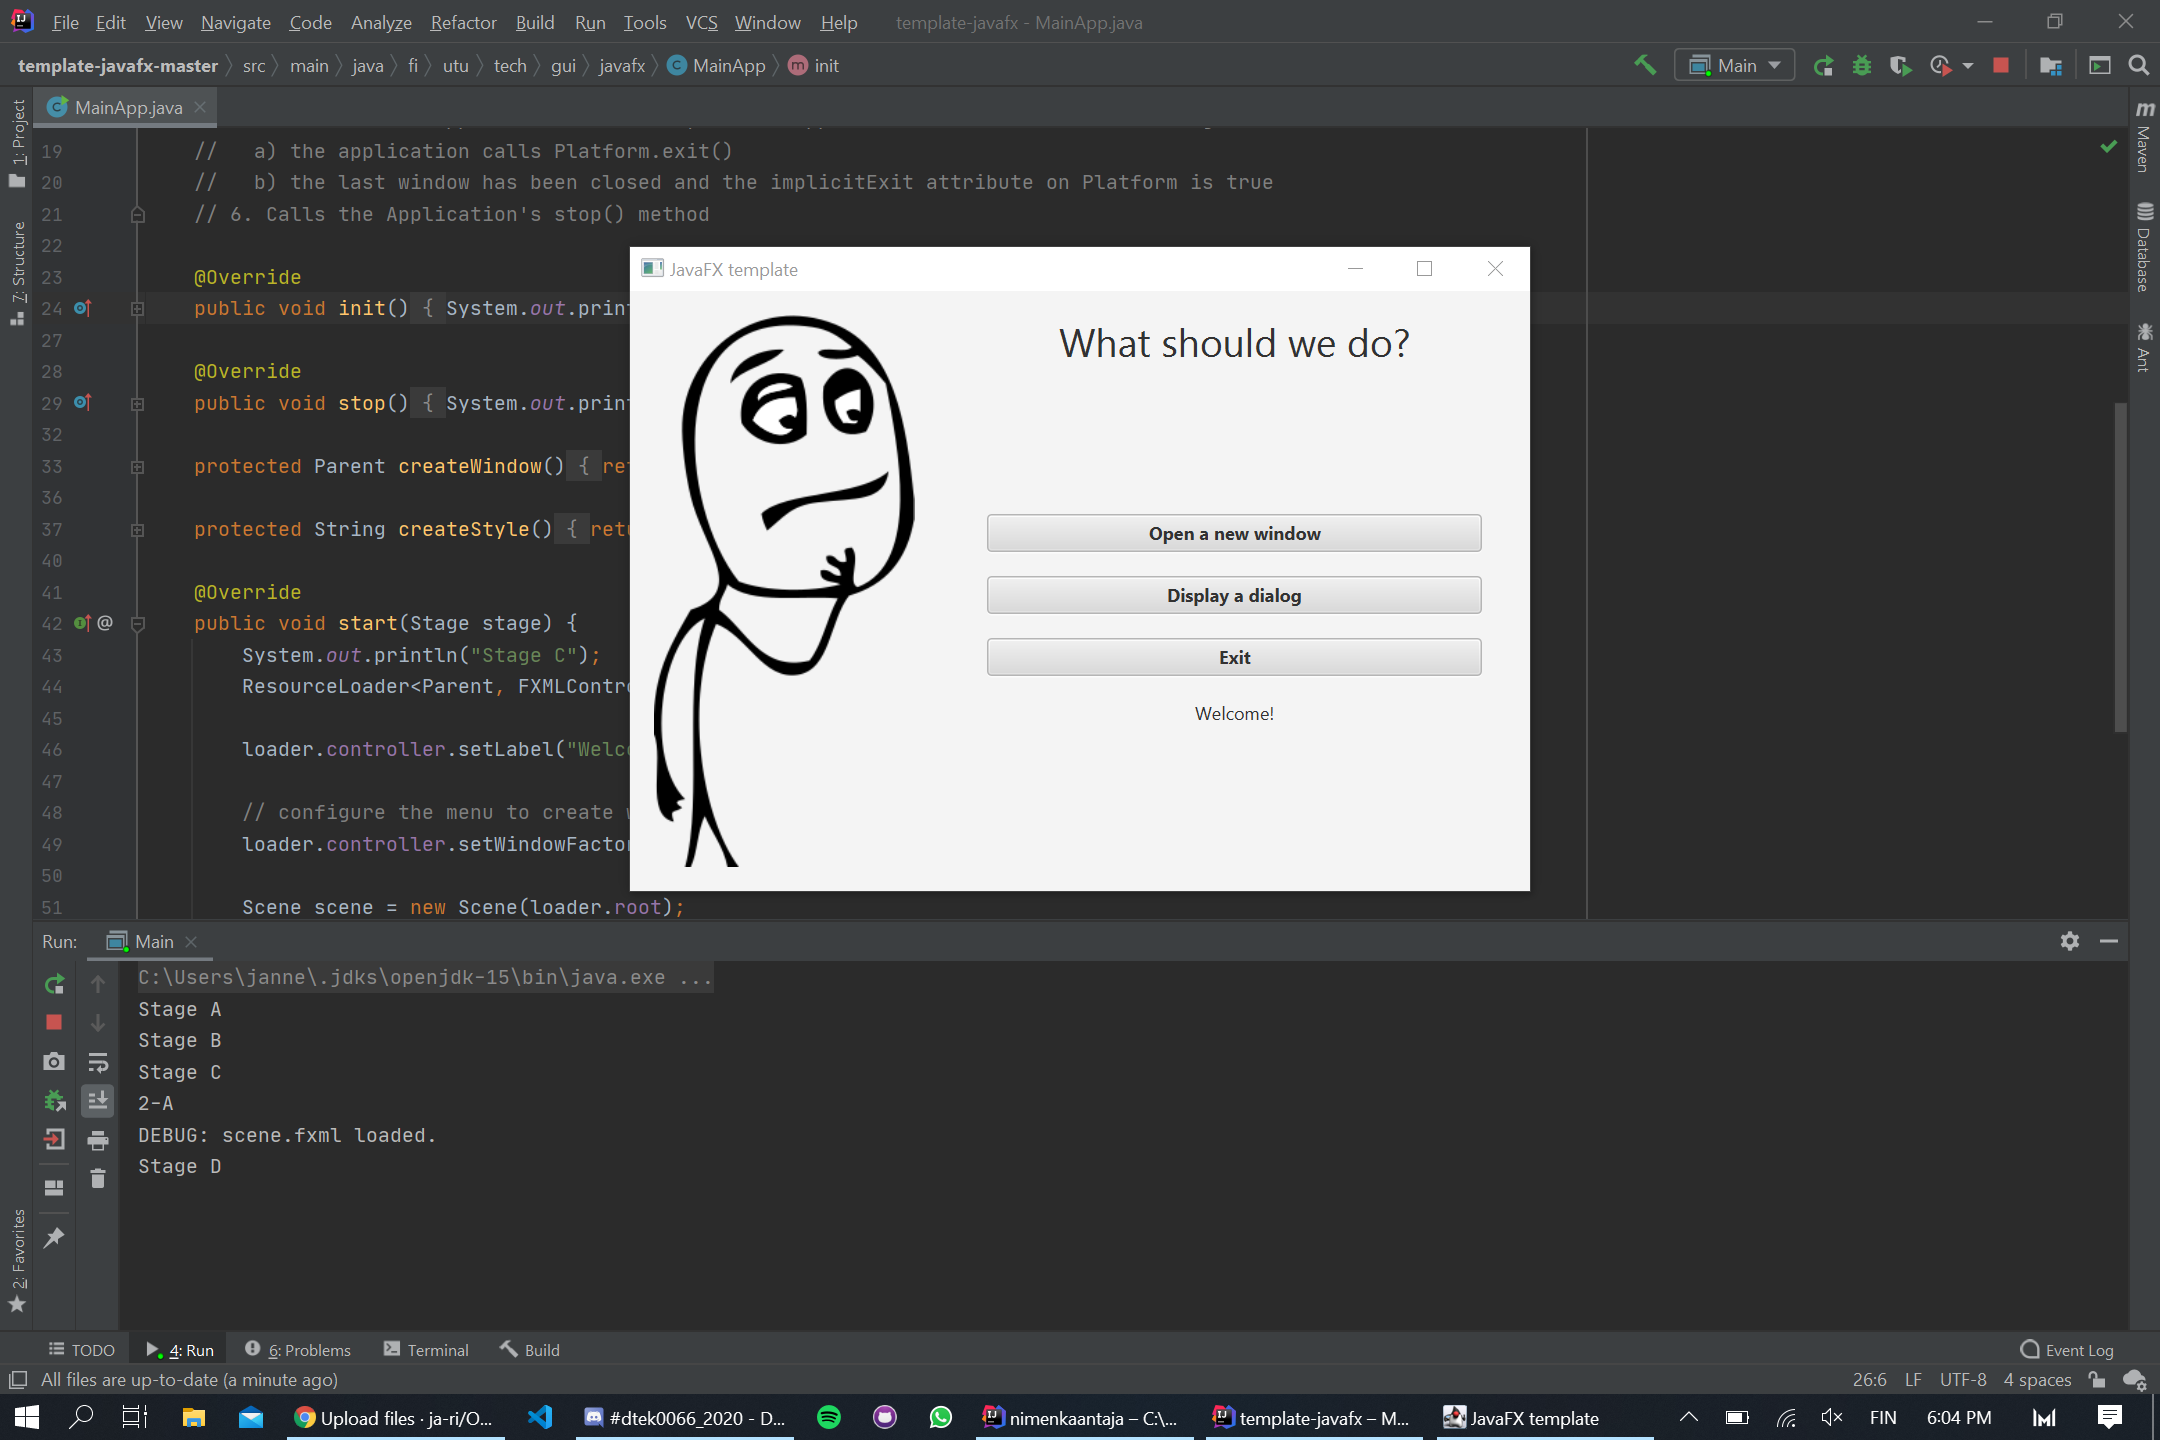 File Edit View Navigate Code Analyze Refactor Build Run Tools VCS Window Help template-javafx - MainApp.java
template-javafx-master src main java fi utu tech gui javafx MainApp init
Main
MainApp.java
1: Project
7: Structure
2: Favorites
Maven
Database
Ant
19 // a) the application calls Platform.exit()
20 // b) the last window has been closed and the implicitExit attribute on Platform is true
21 // 6. Calls the Application's stop() method
22
23 @Override
24 public void init() { System.out.print
27
28 @Override
29 public void stop() { System.out.print
32
33 protected Parent createWindow() { ret
36
37 protected String createStyle() { retu
40
41 @Override
42 public void start(Stage stage) {
43 System.out.println("Stage C");
44 ResourceLoader<Parent, FXMLContro
45
46 loader.controller.setLabel("Welco
47
48 // configure the menu to create w
49 loader.controller.setWindowFactor
50
51 Scene scene = new Scene(loader.root);
JavaFX template
What should we do?
Open a new window
Display a dialog
Exit
Welcome!
Run: Main
C:\Users\janne\.jdks\openjdk-15\bin\java.exe ...
Stage A
Stage B
Stage C
2-A
DEBUG: scene.fxml loaded.
Stage D
TODO 4: Run 6: Problems Terminal Build Event Log
All files are up-to-date (a minute ago) 26:6 LF UTF-8 4 spaces
Upload files · ja-ri/O... #dtek0066_2020 - D... nimenkaantaja – C:\... template-javafx – M... JavaFX template FIN 6:04 PM